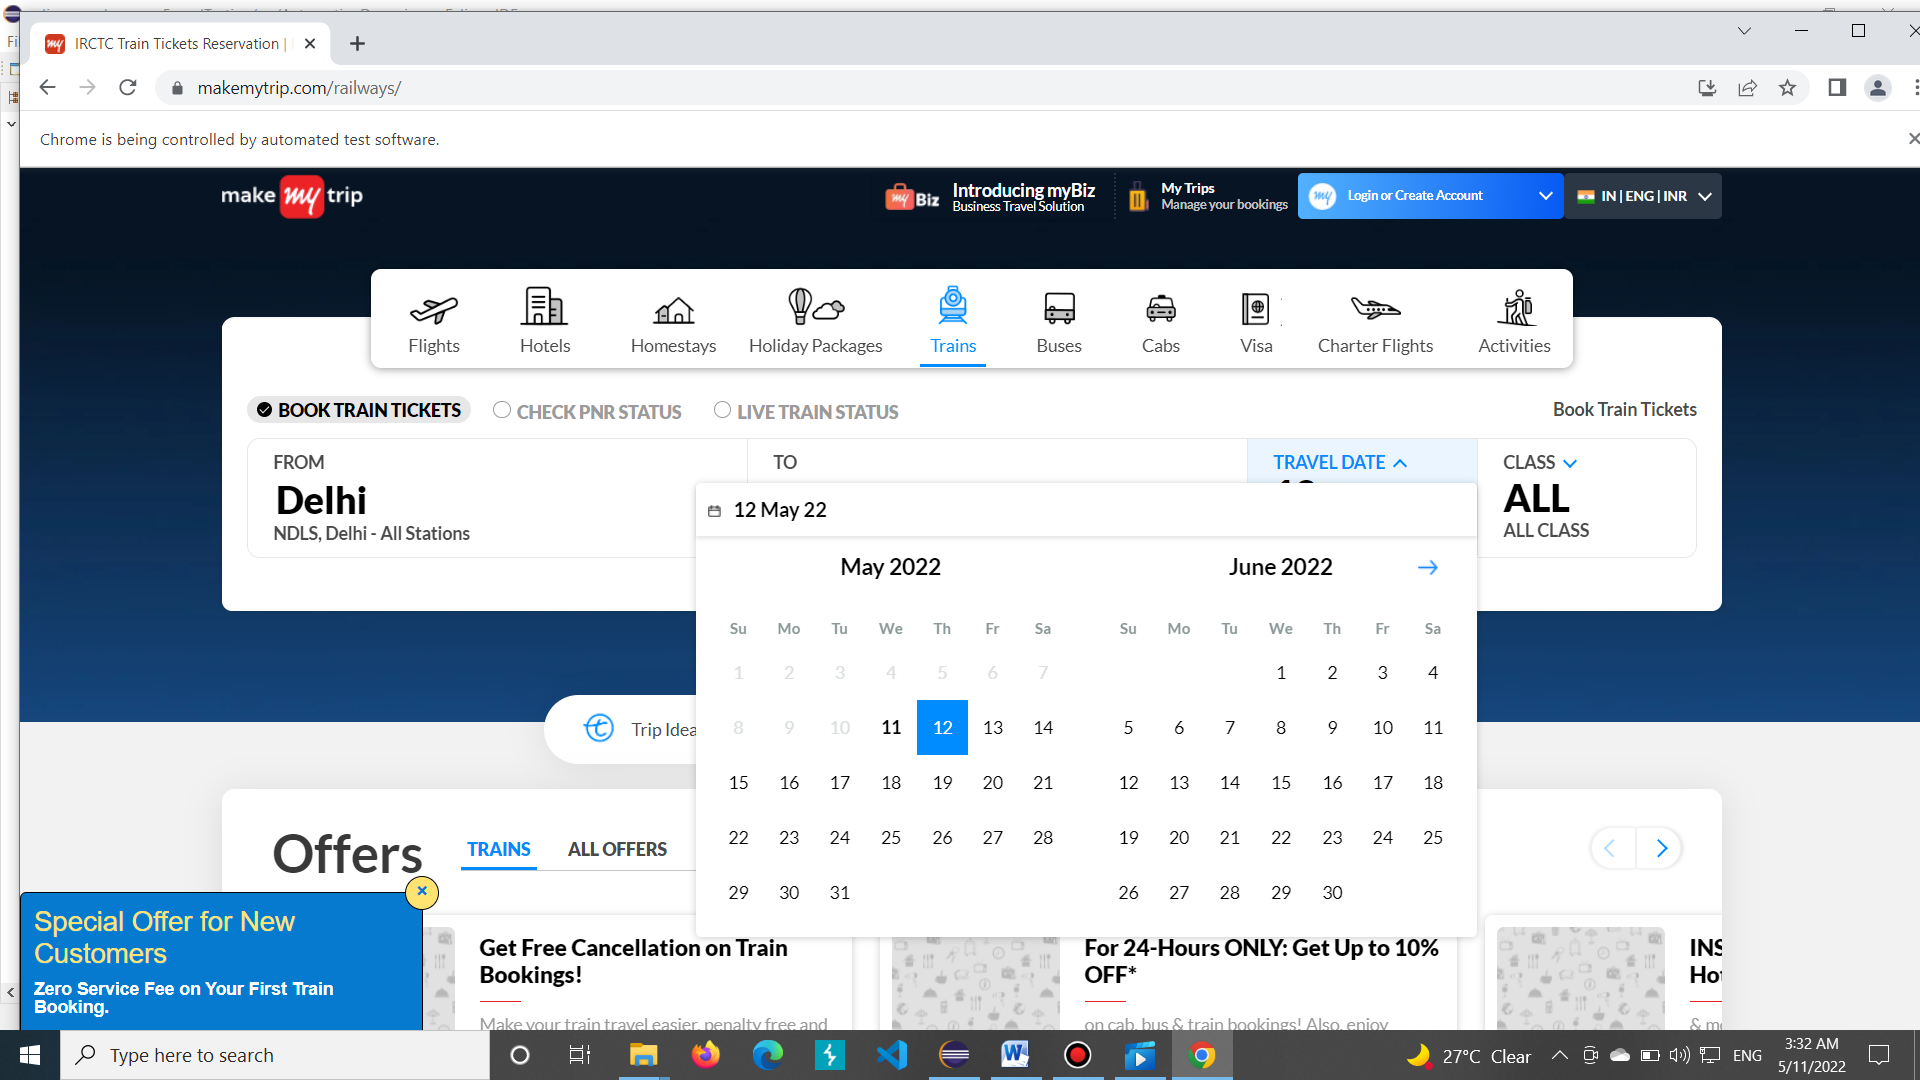 IRCTC Train Tickets Reservation |
makemytrip.com/railways/
Chrome is being controlled by automated test software.
make my trip
my Biz
Introducing myBiz
Business Travel Solution
My Trips
Manage your bookings
my
Login or Create Account
IN | ENG | INR
Flights
Hotels
Homestays
Holiday Packages
Trains
Buses
Cabs
Visa
Charter Flights
Activities
BOOK TRAIN TICKETS
CHECK PNR STATUS
LIVE TRAIN STATUS
Book Train Tickets
FROM
Delhi
NDLS, Delhi - All Stations
TO
TRAVEL DATE
CLASS
ALL
ALL CLASS
12 May 22
May 2022
Su Mo Tu We Th Fr Sa
1 2 3 4 5 6 7
8 9 10 11 12 13 14
15 16 17 18 19 20 21
22 23 24 25 26 27 28
29 30 31
June 2022
Su Mo Tu We Th Fr Sa
1 2 3 4
5 6 7 8 9 10 11
12 13 14 15 16 17 18
19 20 21 22 23 24 25
26 27 28 29 30
Trip Idea
Offers
TRAINS
ALL OFFERS
Special Offer for New
Customers
Zero Service Fee on Your First Train
Booking.
Get Free Cancellation on Train
Bookings!
Make your train travel easier, penalty free and
For 24-Hours ONLY: Get Up to 10%
OFF*
on cab, bus & train bookings! Also, enjoy
INS
Hot
& mo
Type here to search
27°C Clear
ENG
3:32 AM
5/11/2022